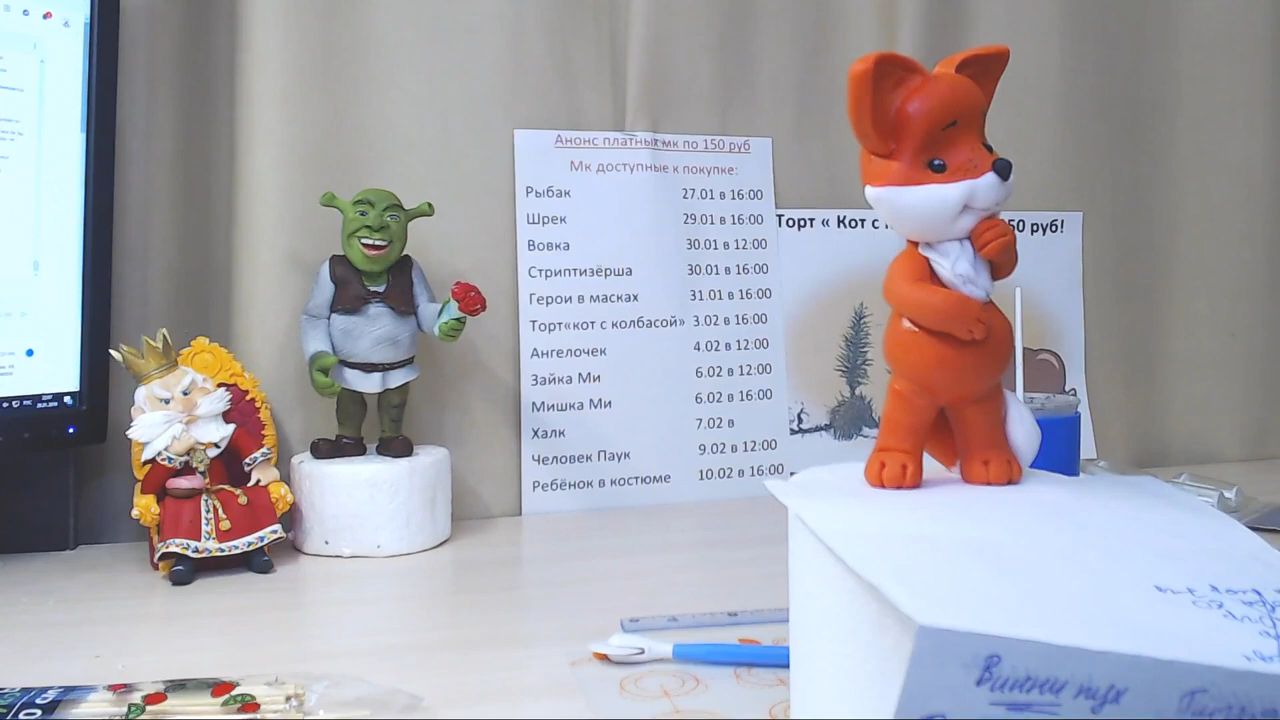 Анонс платных мк по 150 руб
Мк доступные к покупке:
Рыбак 27.01 в 16:00
Шрек 29.01 в 16:00
Вовка 30.01 в 12:00
Стриптизёрша 30.01 в 16:00
Герои в масках 31.01 в 16:00
Торт«кот с колбасой» 3.02 в 16:00
Ангелочек 4.02 в 12:00
Зайка Ми 6.02 в 12:00
Мишка Ми 6.02 в 16:00
Халк 7.02 в
Человек Паук 9.02 в 12:00
Ребёнок в костюме 10.02 в 16:00
Торт « Кот с 50 руб!
Винни пух